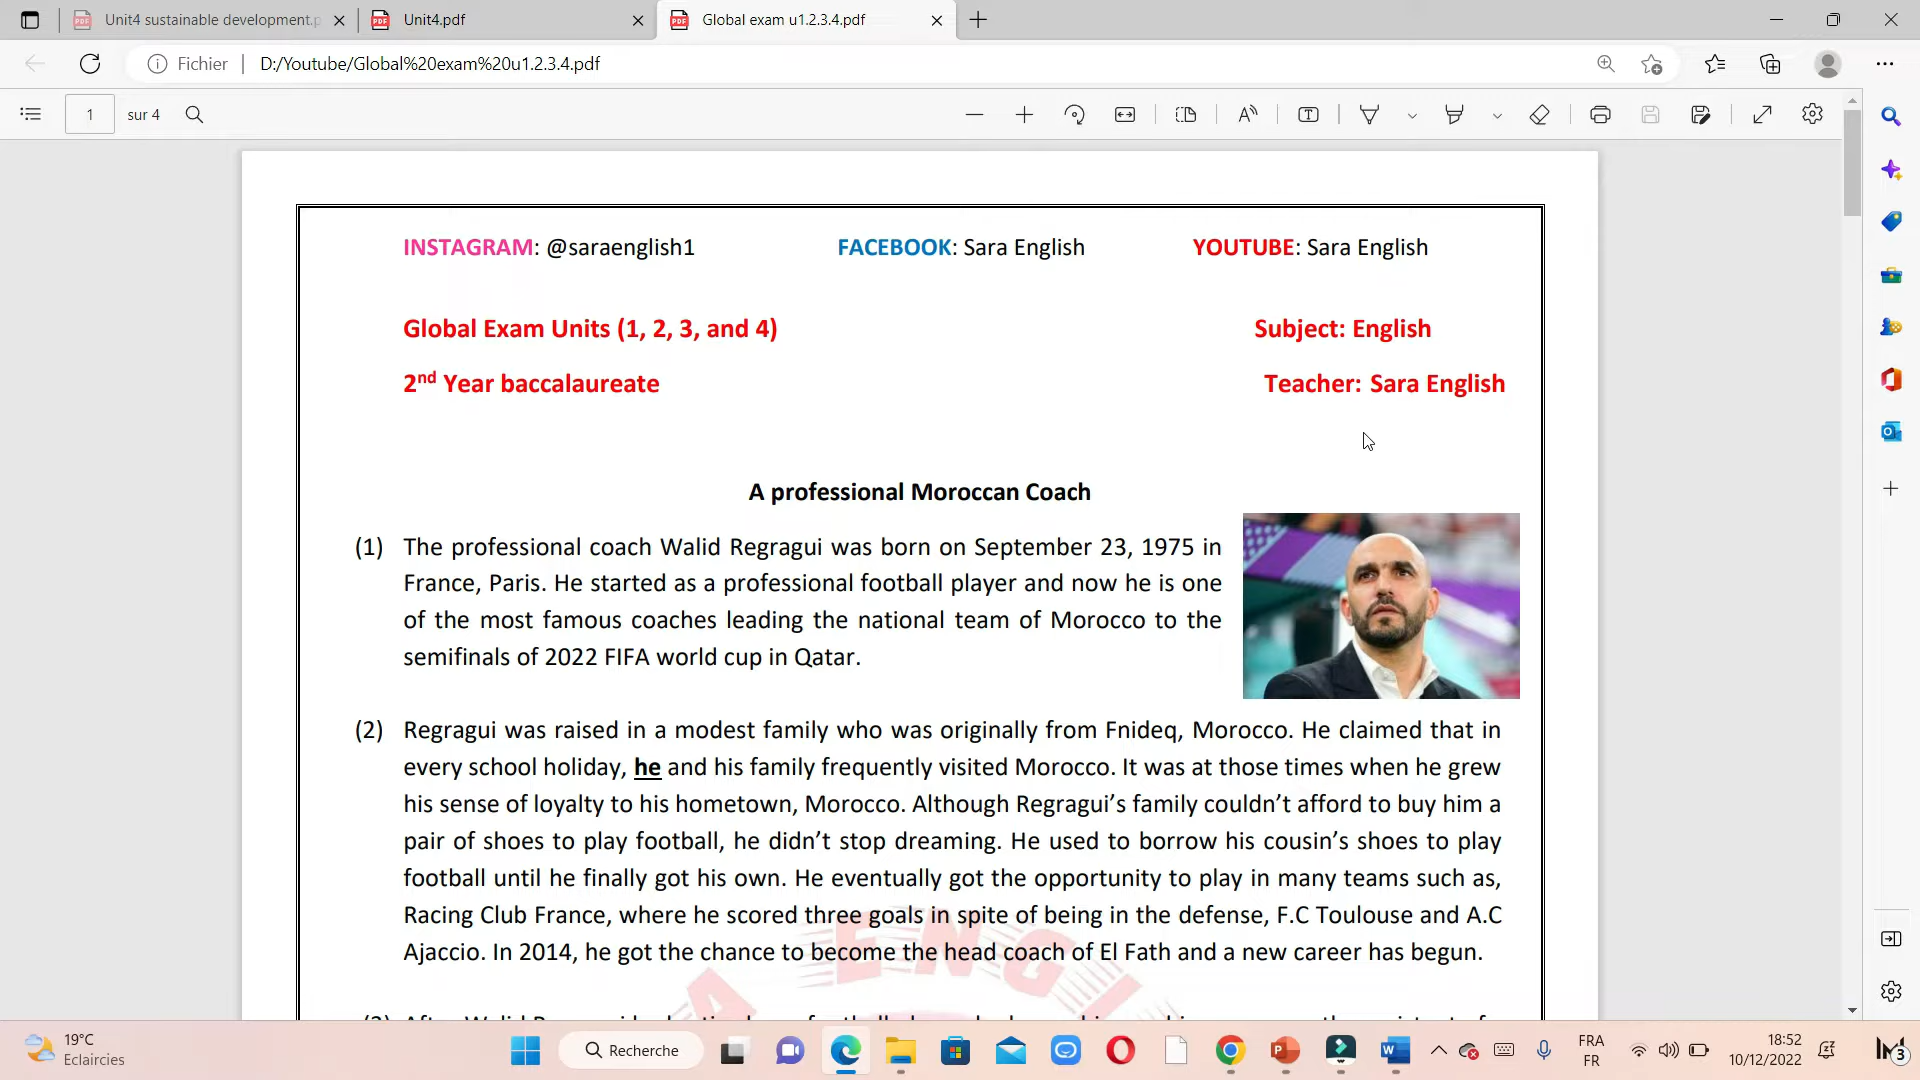 Unit4 sustainable development.p
Unit4.pdf
Global exam u1.2.3.4.pdf
Fichier
D:/Youtube/Global%20exam%20u1.2.3.4.pdf
1
sur 4
INSTAGRAM: @saraenglish1
FACEBOOK: Sara English
YOUTUBE: Sara English
Global Exam Units (1, 2, 3, and 4)
Subject: English
2nd Year baccalaureate
Teacher: Sara English
A professional Moroccan Coach
(1) The professional coach Walid Regragui was born on September 23, 1975 in
France, Paris. He started as a professional football player and now he is one
of the most famous coaches leading the national team of Morocco to the
semifinals of 2022 FIFA world cup in Qatar.
(2) Regragui was raised in a modest family who was originally from Fnideq, Morocco. He claimed that in
every school holiday, he and his family frequently visited Morocco. It was at those times when he grew
his sense of loyalty to his hometown, Morocco. Although Regragui’s family couldn’t afford to buy him a
pair of shoes to play football, he didn’t stop dreaming. He used to borrow his cousin’s shoes to play
football until he finally got his own. He eventually got the opportunity to play in many teams such as,
Racing Club France, where he scored three goals in spite of being in the defense, F.C Toulouse and A.C
Ajaccio. In 2014, he got the chance to become the head coach of El Fath and a new career has begun.
A ENGL
19°C
Eclaircies
Recherche
FRA
FR
18:52
10/12/2022
3